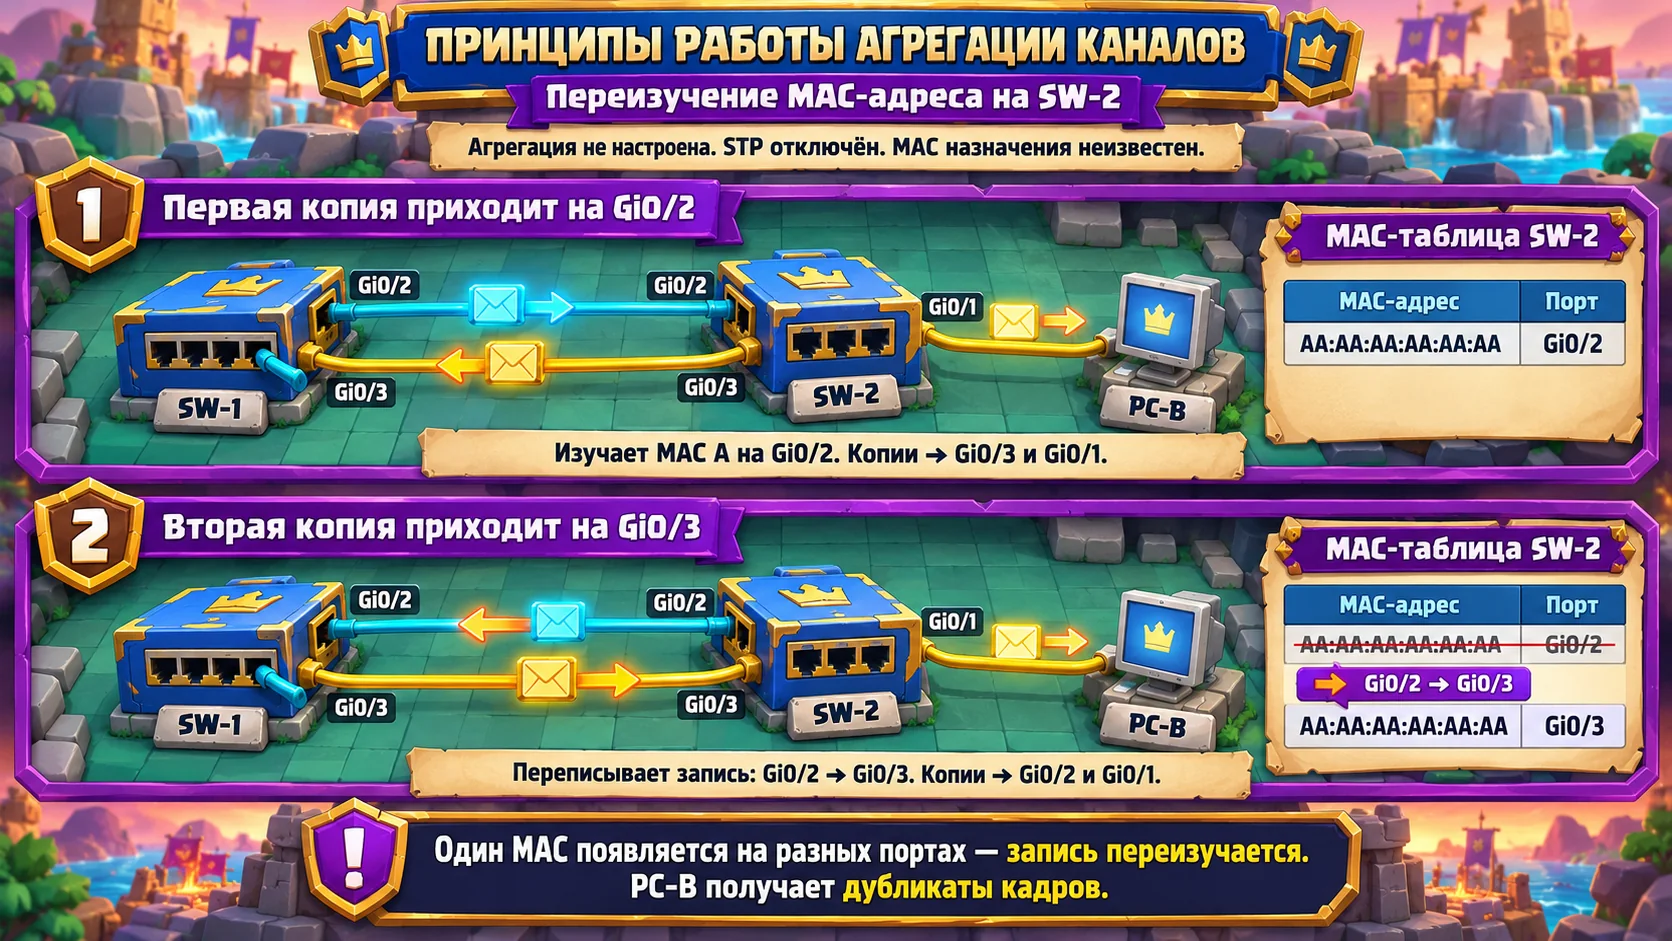 ПРИНЦИПЫ РАБОТЫ АГРЕГАЦИИ КАНАЛОВ
Переизучение MAC-адреса на SW-2
Агрегация не настроена. STP отключён. MAC назначения неизвестен.
1
Первая копия приходит на Gi0/2
Gi0/2
Gi0/2
Gi0/1
Gi0/3
Gi0/3
SW-1
SW-2
PC-B
MAC-таблица SW-2
MAC-адрес Порт
AA:AA:AA:AA:AA:AA Gi0/2
Изучает MAC A на Gi0/2. Копии → Gi0/3 и Gi0/1.
2
Вторая копия приходит на Gi0/3
Gi0/2
Gi0/2
Gi0/1
Gi0/3
Gi0/3
SW-1
SW-2
PC-B
MAC-таблица SW-2
MAC-адрес Порт
AA:AA:AA:AA:AA:AA Gi0/2
Gi0/2 → Gi0/3
AA:AA:AA:AA:AA:AA Gi0/3
Переписывает запись: Gi0/2 → Gi0/3. Копии → Gi0/2 и Gi0/1.
!
Один MAC появляется на разных портах — запись переизучается.
PC-B получает дубликаты кадров.